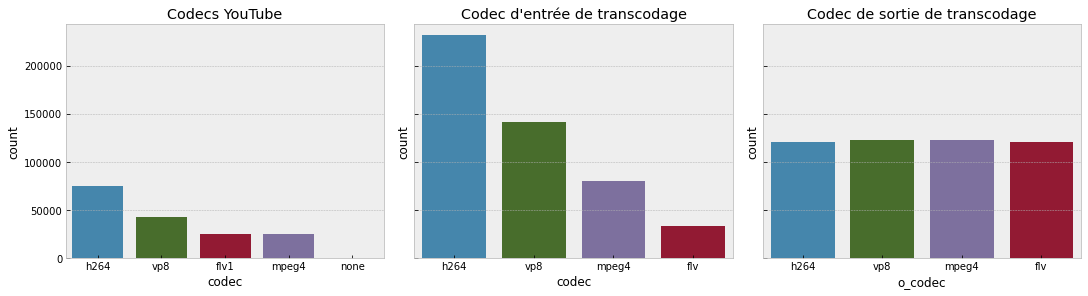 Codecs YouTube
count
200000
150000
100000
50000
0
h264 vp8 flv1 mpeg4 none
codec
Codec d'entrée de transcodage
count
h264 vp8 mpeg4 flv
codec
Codec de sortie de transcodage
count
h264 vp8 mpeg4 flv
o_codec